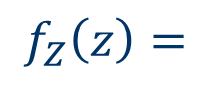 f_Z(z) =